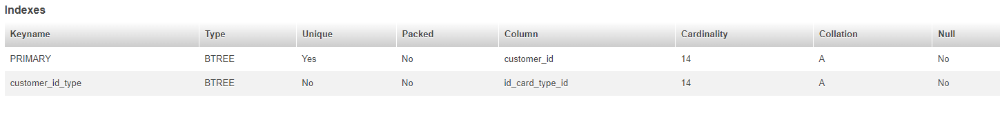 Indexes
Keyname Type Unique Packed Column Cardinality Collation Null
PRIMARY BTREE Yes No customer_id 14 A No
customer_id_type BTREE No No id_card_type_id 14 A No